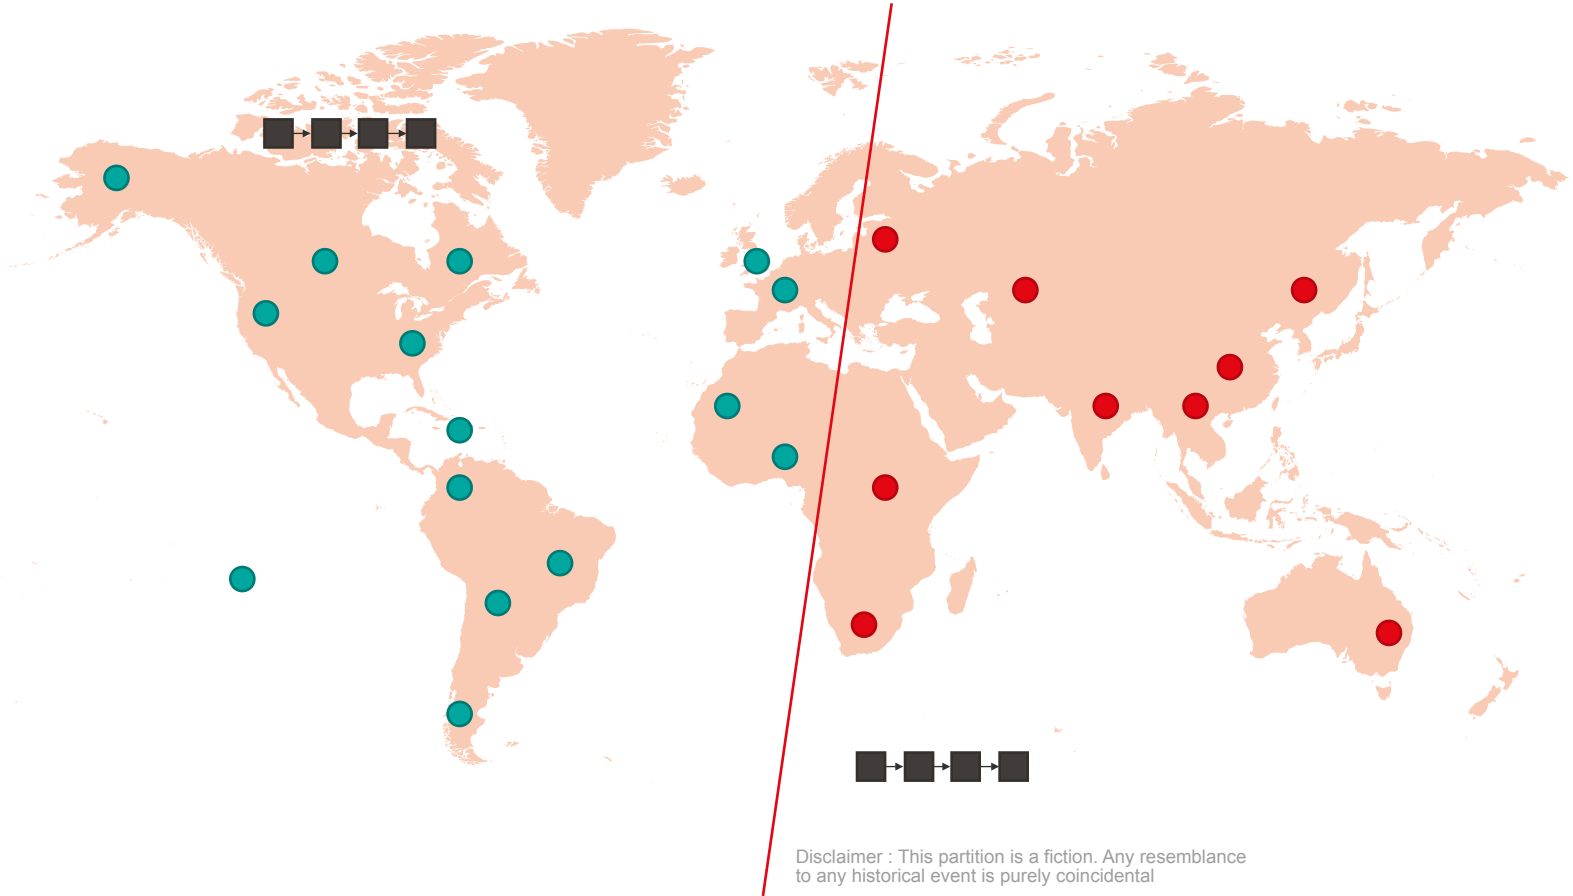 Disclaimer : This partition is a fiction. Any resemblance
to any historical event is purely coincidental